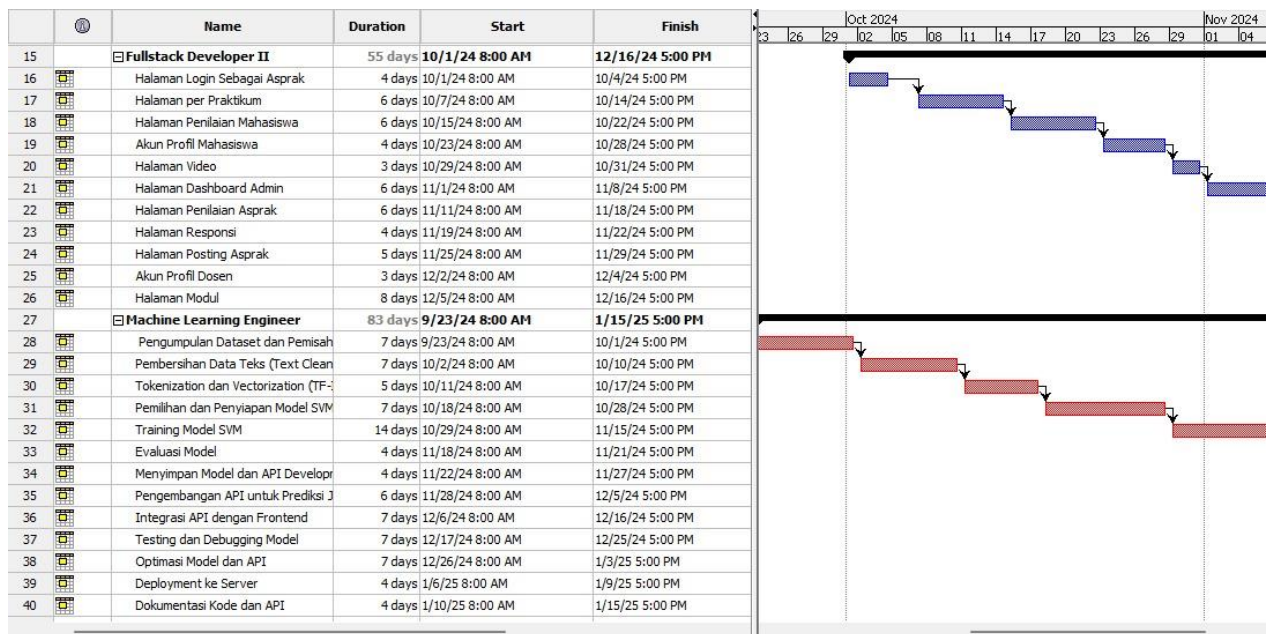 Name Duration Start Finish
Oct 2024 Nov 2024
23 26 29 02 05 08 11 14 17 20 23 26 29 01 04
15 Fullstack Developer II 55 days 10/1/24 8:00 AM 12/16/24 5:00 PM
16 Halaman Login Sebagai Asprak 4 days 10/1/24 8:00 AM 10/4/24 5:00 PM
17 Halaman per Praktikum 6 days 10/7/24 8:00 AM 10/14/24 5:00 PM
18 Halaman Penilaian Mahasiswa 6 days 10/15/24 8:00 AM 10/22/24 5:00 PM
19 Akun Profil Mahasiswa 4 days 10/23/24 8:00 AM 10/28/24 5:00 PM
20 Halaman Video 3 days 10/29/24 8:00 AM 10/31/24 5:00 PM
21 Halaman Dashboard Admin 6 days 11/1/24 8:00 AM 11/8/24 5:00 PM
22 Halaman Penilaian Asprak 6 days 11/11/24 8:00 AM 11/18/24 5:00 PM
23 Halaman Responsi 4 days 11/19/24 8:00 AM 11/22/24 5:00 PM
24 Halaman Posting Asprak 5 days 11/25/24 8:00 AM 11/29/24 5:00 PM
25 Akun Profil Dosen 3 days 12/2/24 8:00 AM 12/4/24 5:00 PM
26 Halaman Modul 8 days 12/5/24 8:00 AM 12/16/24 5:00 PM
27 Machine Learning Engineer 83 days 9/23/24 8:00 AM 1/15/25 5:00 PM
28 Pengumpulan Dataset dan Pemisah 7 days 9/23/24 8:00 AM 10/1/24 5:00 PM
29 Pembersihan Data Teks (Text Clean 7 days 10/2/24 8:00 AM 10/10/24 5:00 PM
30 Tokenization dan Vectorization (TF-I 5 days 10/11/24 8:00 AM 10/17/24 5:00 PM
31 Pemilihan dan Penyiapan Model SVM 7 days 10/18/24 8:00 AM 10/28/24 5:00 PM
32 Training Model SVM 14 days 10/29/24 8:00 AM 11/15/24 5:00 PM
33 Evaluasi Model 4 days 11/18/24 8:00 AM 11/21/24 5:00 PM
34 Menyimpan Model dan API Developm 4 days 11/22/24 8:00 AM 11/27/24 5:00 PM
35 Pengembangan API untuk Prediksi J 6 days 11/28/24 8:00 AM 12/5/24 5:00 PM
36 Integrasi API dengan Frontend 7 days 12/6/24 8:00 AM 12/16/24 5:00 PM
37 Testing dan Debugging Model 7 days 12/17/24 8:00 AM 12/25/24 5:00 PM
38 Optimasi Model dan API 7 days 12/26/24 8:00 AM 1/3/25 5:00 PM
39 Deployment ke Server 4 days 1/6/25 8:00 AM 1/9/25 5:00 PM
40 Dokumentasi Kode dan API 4 days 1/10/25 8:00 AM 1/15/25 5:00 PM